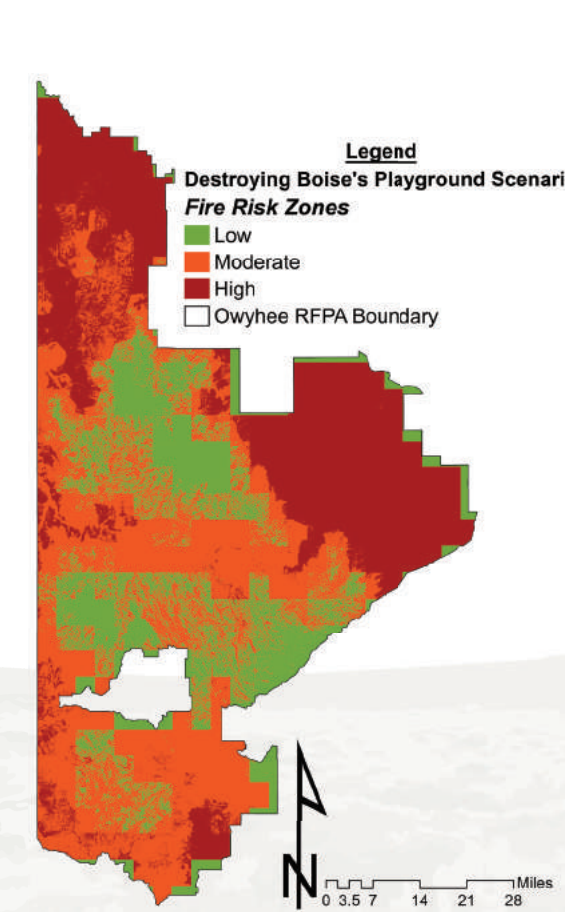 Legend
Destroying Boise's Playground Scenari
Fire Risk Zones
Low
Moderate
High
Owyhee RFPA Boundary
N
Miles
0 3.5 7 14 21 28